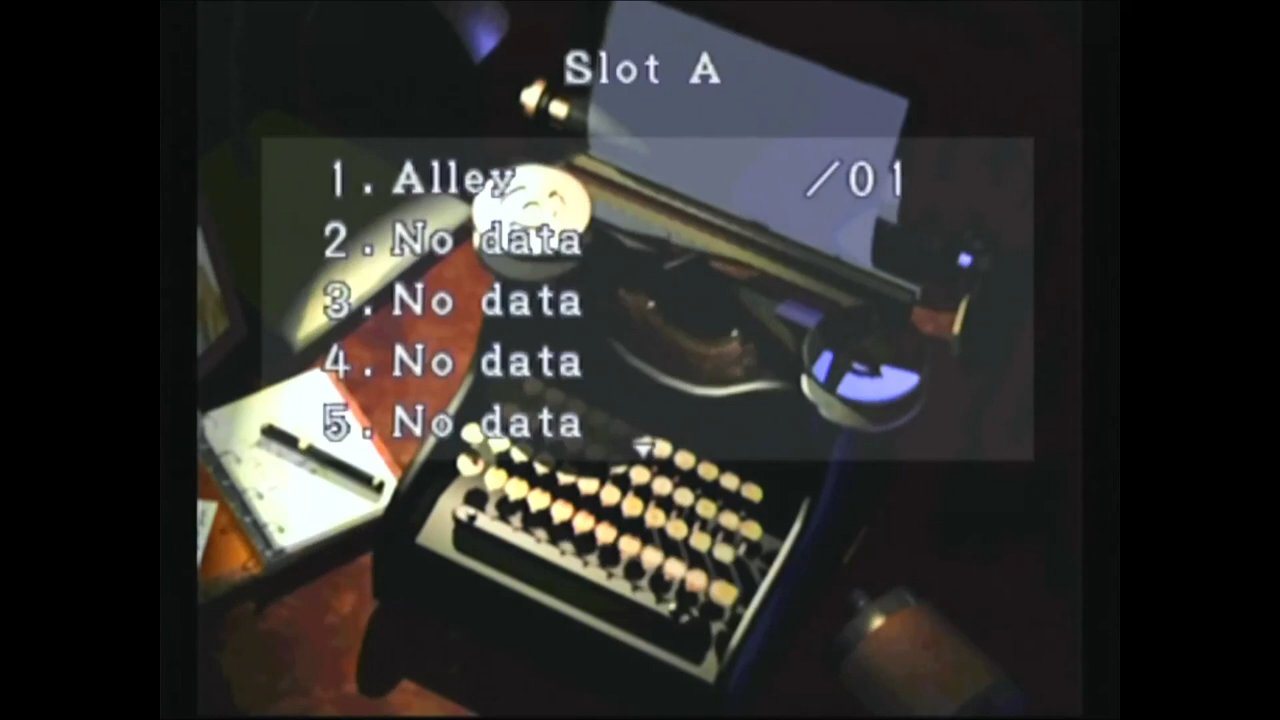 Slot A
1. Alley /01
2. No data
3. No data
4. No data
5. No data